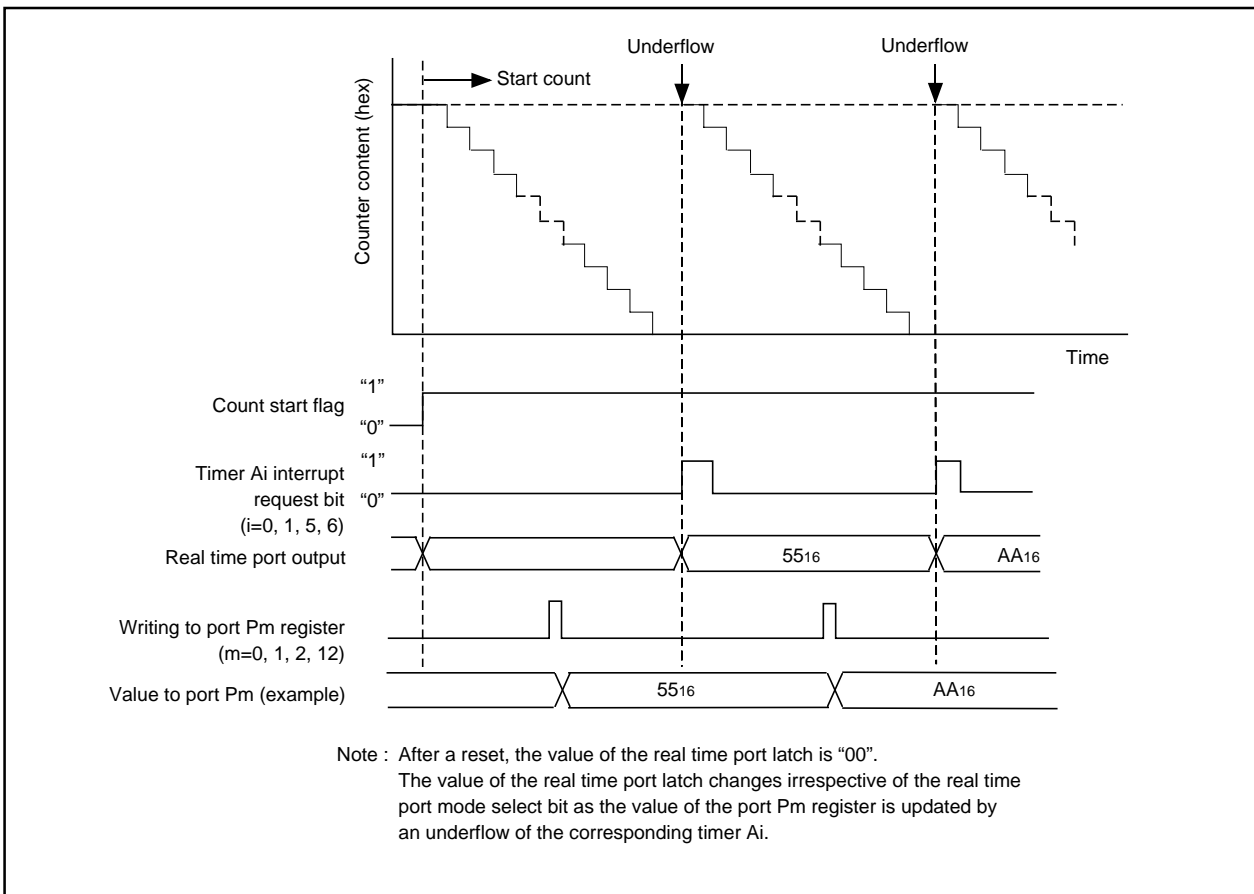 Underflow
Underflow
Start count
Counter content (hex)
Time
“1”
Count start flag
“0”
“1”
Timer Ai interrupt
request bit
“0”
(i=0, 1, 5, 6)
Real time port output
5516
AA16
Writing to port Pm register
(m=0, 1, 2, 12)
Value to port Pm (example)
5516
AA16
Note : After a reset, the value of the real time port latch is “00”.
The value of the real time port latch changes irrespective of the real time
port mode select bit as the value of the port Pm register is updated by
an underflow of the corresponding timer Ai.